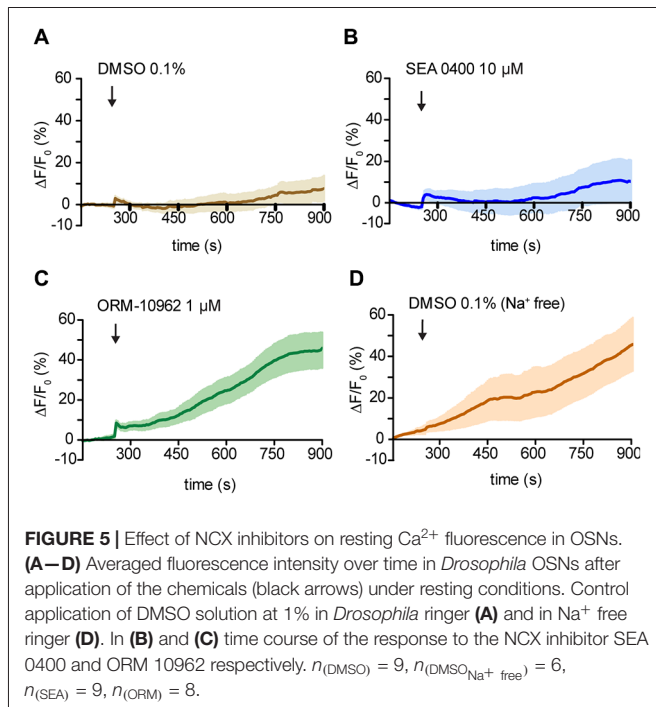 A
DMSO 0.1%
60
40
20
0
-10
ΔF/F₀ (%)
300
450
600
750
900
time (s)
B
SEA 0400 10 µM
60
40
20
0
-10
ΔF/F₀ (%)
300
450
600
750
900
time (s)
C
ORM-10962 1 µM
60
40
20
0
-10
ΔF/F₀ (%)
300
450
600
750
900
time (s)
D
DMSO 0.1% (Na⁺ free)
60
40
20
0
-10
ΔF/F₀ (%)
300
450
600
750
900
time (s)
FIGURE 5 | Effect of NCX inhibitors on resting Ca²⁺ fluorescence in OSNs.
(A—D) Averaged fluorescence intensity over time in Drosophila OSNs after
application of the chemicals (black arrows) under resting conditions. Control
application of DMSO solution at 1% in Drosophila ringer (A) and in Na⁺ free
ringer (D). In (B) and (C) time course of the response to the NCX inhibitor SEA
0400 and ORM 10962 respectively. n(DMSO) = 9, n(DMSO Na⁺ free) = 6,
n(SEA) = 9, n(ORM) = 8.